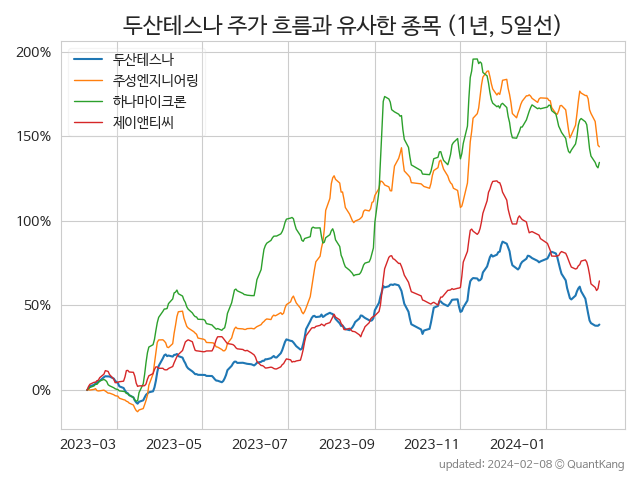 두산테스나 주가 흐름과 유사한 종목 (1년, 5일선)
200%
150%
100%
50%
0%
두산테스나
주성엔지니어링
하나마이크론
제이앤티씨
2023-03 2023-05 2023-07 2023-09 2023-11 2024-01
updated: 2024-02-08 © QuantKang